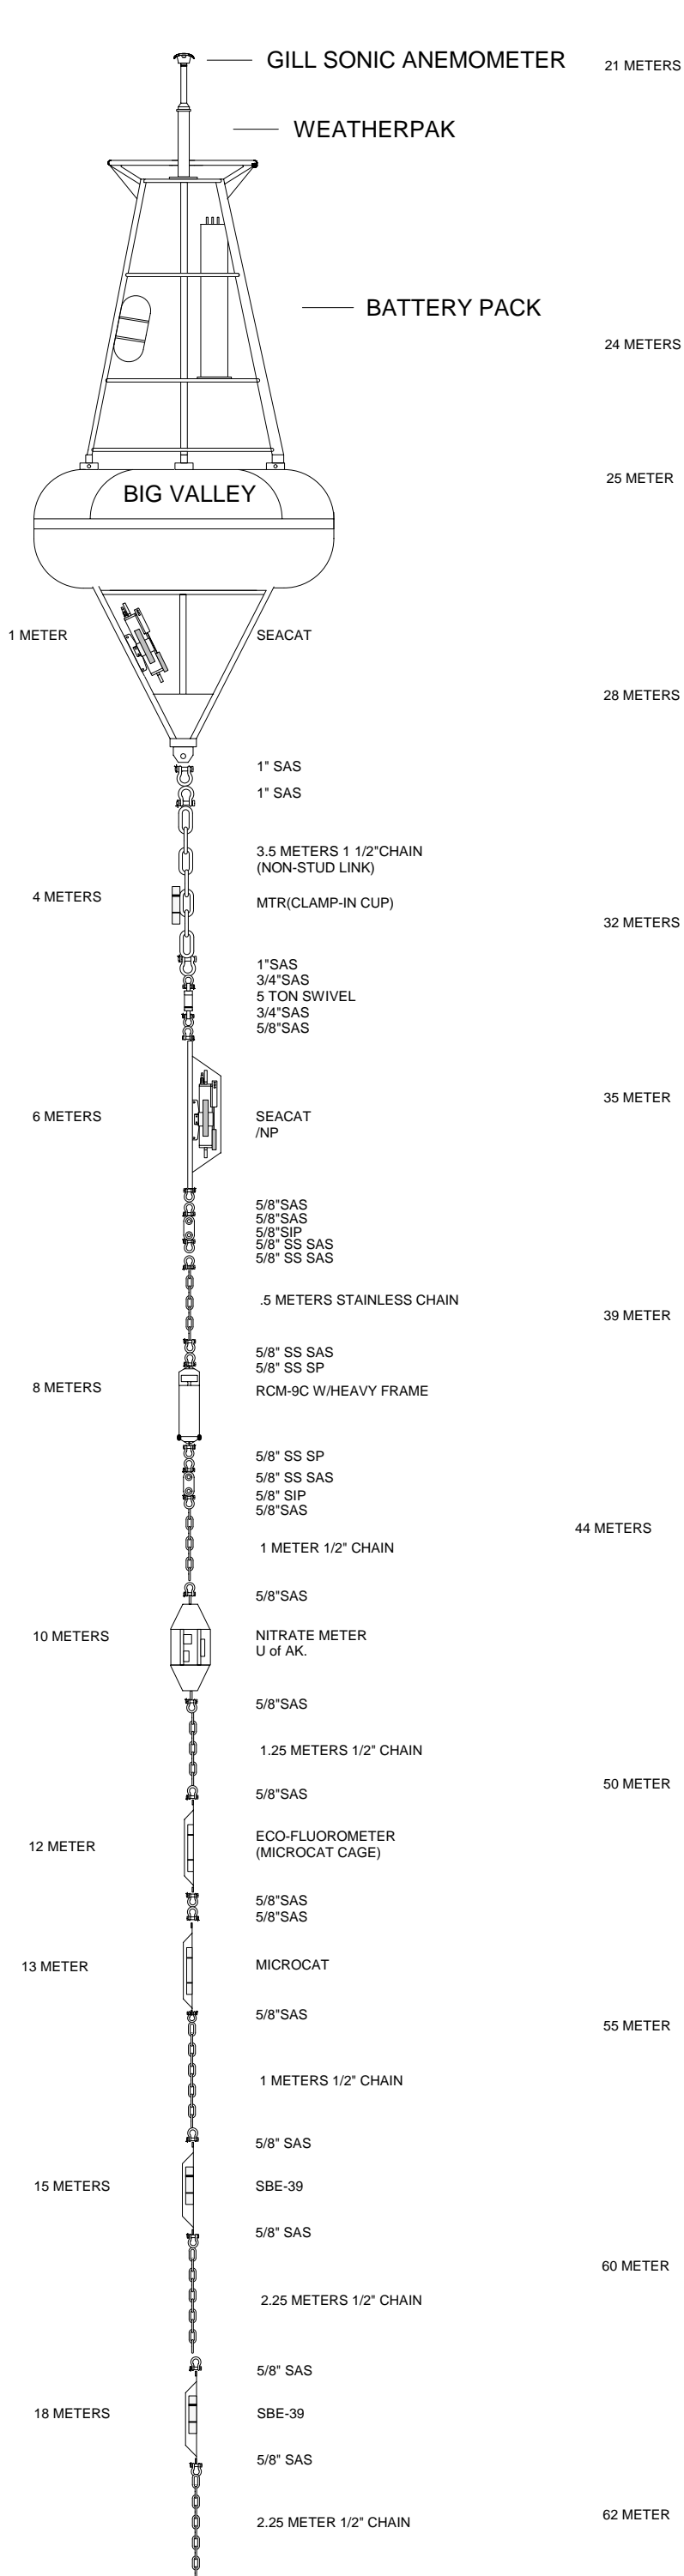 GILL SONIC ANEMOMETER
21 METERS
WEATHERPAK
BATTERY PACK
24 METERS
25 METER
BIG VALLEY
1 METER
SEACAT
28 METERS
1" SAS
1" SAS
3.5 METERS 1 1/2"CHAIN
(NON-STUD LINK)
4 METERS
MTR(CLAMP-IN CUP)
32 METERS
1"SAS
3/4"SAS
5 TON SWIVEL
3/4"SAS
5/8"SAS
35 METER
6 METERS
SEACAT
/NP
5/8"SAS
5/8"SAS
5/8"SIP
5/8" SS SAS
5/8" SS SAS
.5 METERS STAINLESS CHAIN
39 METER
5/8" SS SAS
5/8" SS SP
8 METERS
RCM-9C W/HEAVY FRAME
5/8" SS SP
5/8" SS SAS
5/8" SIP
5/8"SAS
44 METERS
1 METER 1/2" CHAIN
5/8"SAS
10 METERS
NITRATE METER
U of AK.
5/8"SAS
1.25 METERS 1/2" CHAIN
50 METER
5/8"SAS
12 METER
ECO-FLUOROMETER
(MICROCAT CAGE)
5/8"SAS
5/8"SAS
13 METER
MICROCAT
5/8"SAS
55 METER
1 METERS 1/2" CHAIN
5/8" SAS
15 METERS
SBE-39
5/8" SAS
60 METER
2.25 METERS 1/2" CHAIN
5/8" SAS
18 METERS
SBE-39
5/8" SAS
62 METER
2.25 METER 1/2" CHAIN